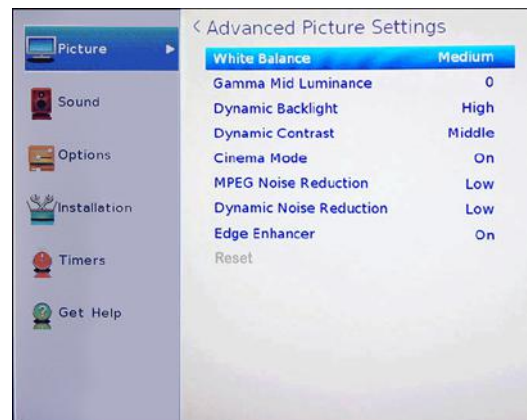 Picture
Sound
Options
Installation
Timers
Get Help
< Advanced Picture Settings
White Balance Medium
Gamma Mid Luminance 0
Dynamic Backlight High
Dynamic Contrast Middle
Cinema Mode On
MPEG Noise Reduction Low
Dynamic Noise Reduction Low
Edge Enhancer On
Reset